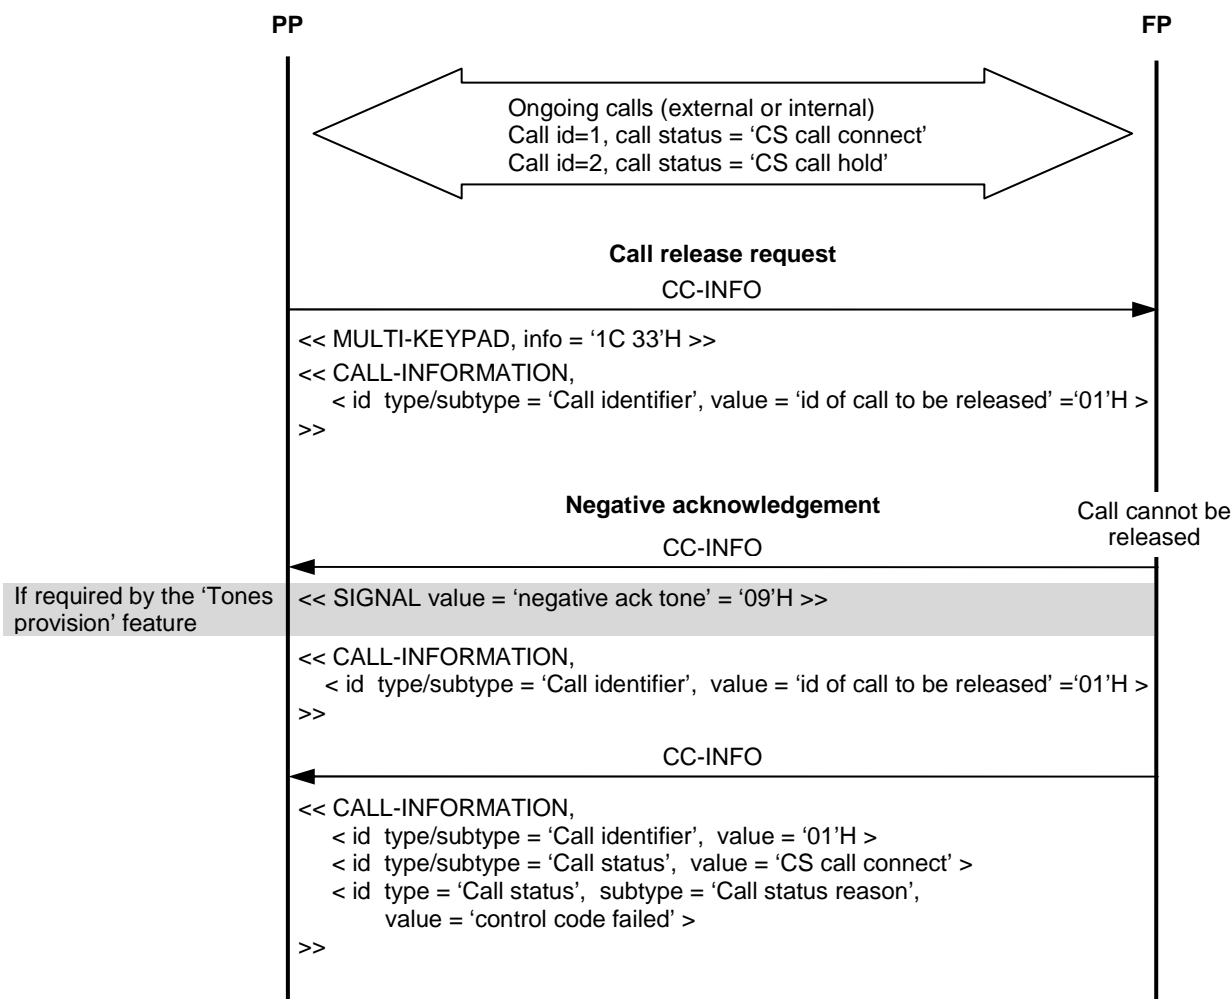 PP
FP
Ongoing calls (external or internal)
Call id=1, call status = ‘CS call connect’
Call id=2, call status = ‘CS call hold’
Call release request
CC-INFO
<< MULTI-KEYPAD, info = ‘1C 33’H >>
<< CALL-INFORMATION,
< id type/subtype = ‘Call identifier’, value = ‘id of call to be released’ =‘01’H >
>>
Negative acknowledgement
Call cannot be
released
CC-INFO
If required by the ‘Tones
provision’ feature
<< SIGNAL value = ‘negative ack tone’ = ‘09’H >>
<< CALL-INFORMATION,
< id type/subtype = ‘Call identifier’, value = ‘id of call to be released’ =‘01’H >
>>
CC-INFO
<< CALL-INFORMATION,
< id type/subtype = ‘Call identifier’, value = ‘01’H >
< id type/subtype = ‘Call status’, value = ‘CS call connect’ >
< id type = ‘Call status’, subtype = ‘Call status reason’,
value = ‘control code failed’ >
>>